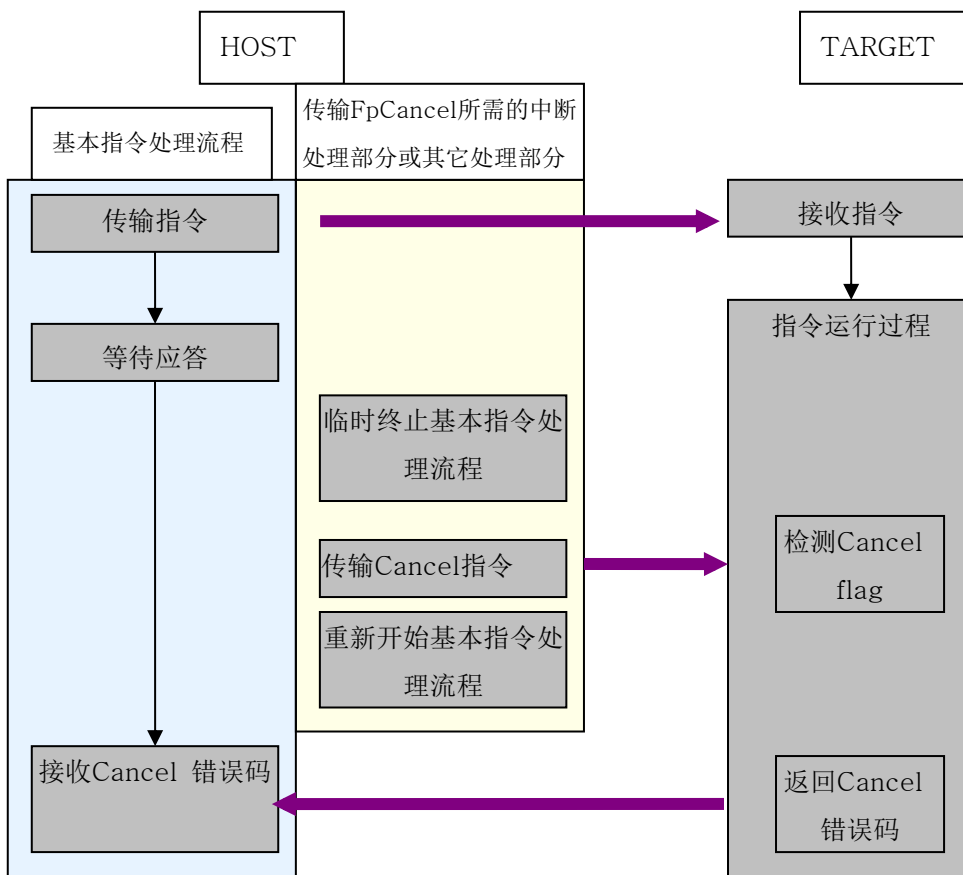 HOST
TARGET
传输FpCancel所需的中断
处理部分或其它处理部分
基本指令处理流程
传输指令
接收指令
指令运行过程
等待应答
临时终止基本指令处
理流程
传输Cancel指令
检测Cancel
flag
重新开始基本指令处
理流程
接收Cancel 错误码
返回Cancel
错误码